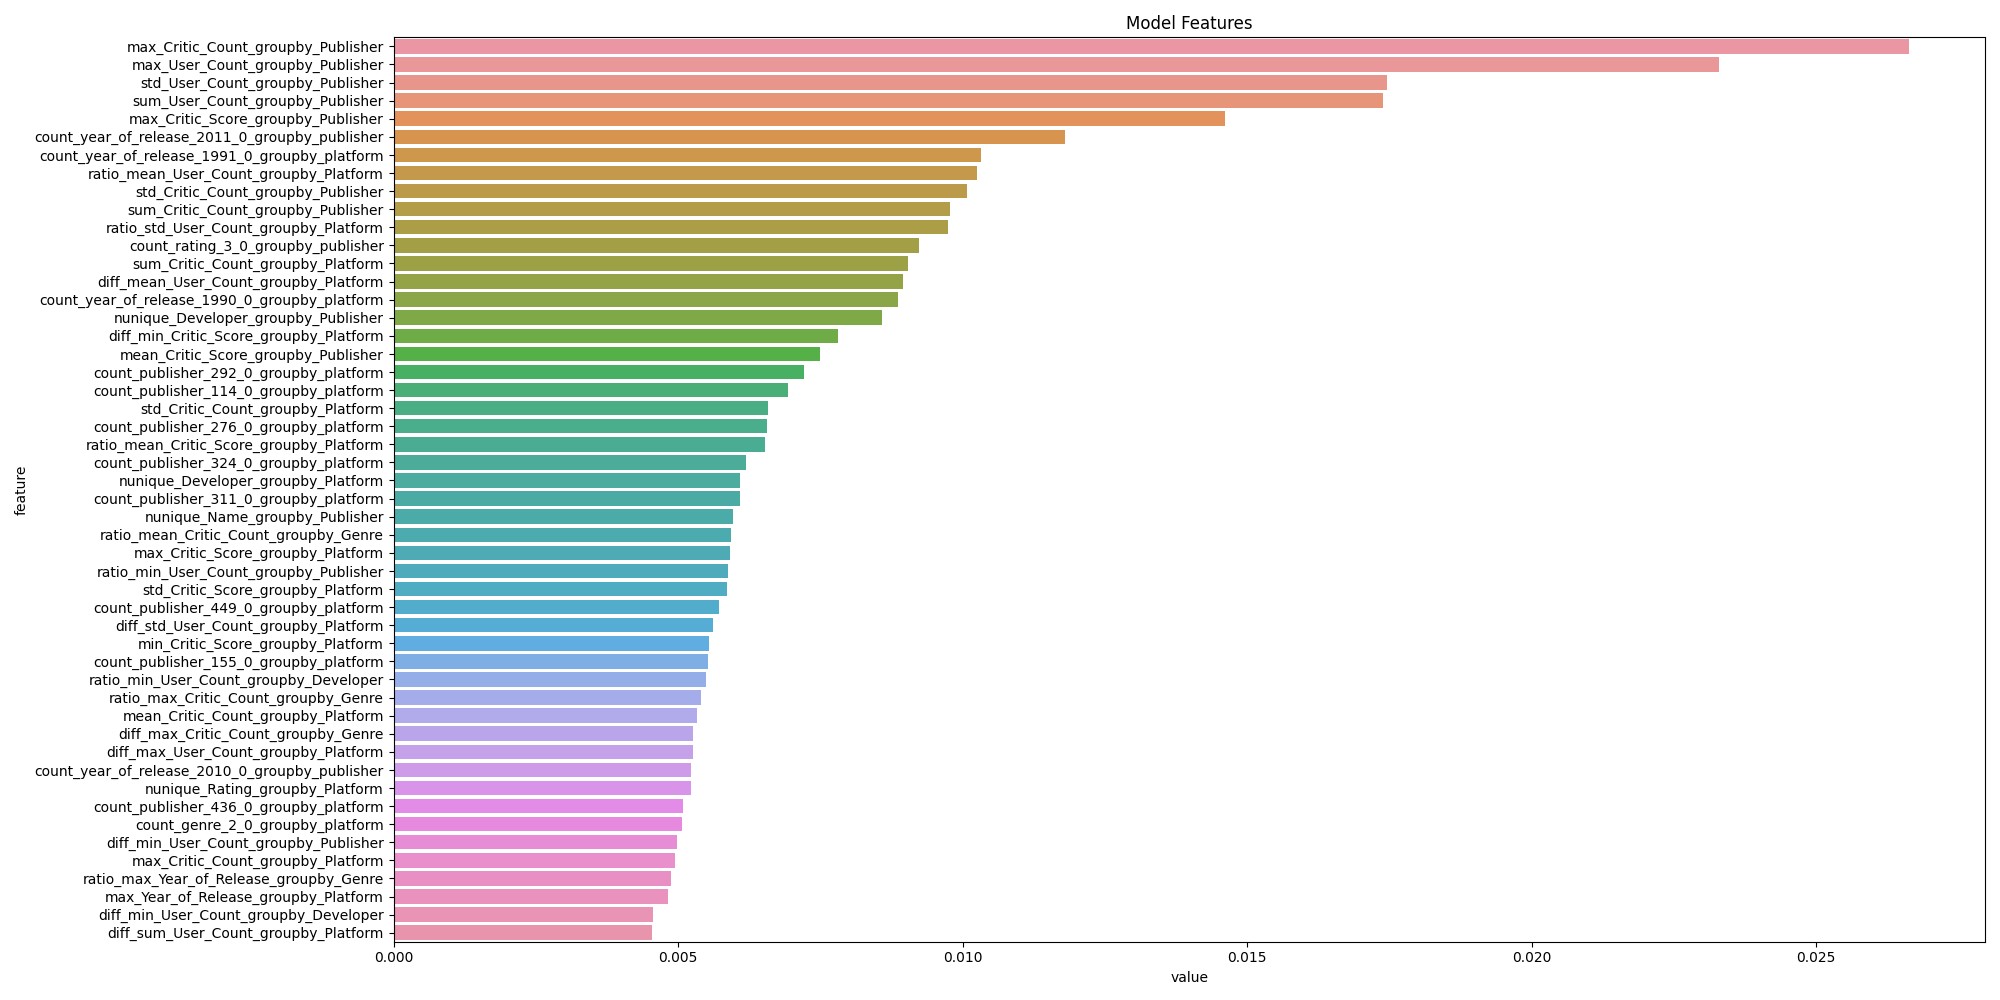 Model Features
max_Critic_Count_groupby_Publisher
max_User_Count_groupby_Publisher
std_User_Count_groupby_Publisher
sum_User_Count_groupby_Publisher
max_Critic_Score_groupby_Publisher
count_year_of_release_2011_0_groupby_publisher
count_year_of_release_1991_0_groupby_platform
ratio_mean_User_Count_groupby_Platform
std_Critic_Count_groupby_Publisher
sum_Critic_Count_groupby_Publisher
ratio_std_User_Count_groupby_Platform
count_rating_3_0_groupby_publisher
sum_Critic_Count_groupby_Platform
diff_mean_User_Count_groupby_Platform
count_year_of_release_1990_0_groupby_platform
nunique_Developer_groupby_Publisher
diff_min_Critic_Score_groupby_Platform
mean_Critic_Score_groupby_Publisher
count_publisher_292_0_groupby_platform
count_publisher_114_0_groupby_platform
std_Critic_Count_groupby_Platform
count_publisher_276_0_groupby_platform
ratio_mean_Critic_Score_groupby_Platform
count_publisher_324_0_groupby_platform
nunique_Developer_groupby_Platform
count_publisher_311_0_groupby_platform
nunique_Name_groupby_Publisher
ratio_mean_Critic_Count_groupby_Genre
max_Critic_Score_groupby_Platform
ratio_min_User_Count_groupby_Publisher
std_Critic_Score_groupby_Platform
count_publisher_449_0_groupby_platform
diff_std_User_Count_groupby_Platform
min_Critic_Score_groupby_Platform
count_publisher_155_0_groupby_platform
ratio_min_User_Count_groupby_Developer
ratio_max_Critic_Count_groupby_Genre
mean_Critic_Count_groupby_Platform
diff_max_Critic_Count_groupby_Genre
diff_max_User_Count_groupby_Platform
count_year_of_release_2010_0_groupby_publisher
nunique_Rating_groupby_Platform
count_publisher_436_0_groupby_platform
count_genre_2_0_groupby_platform
diff_min_User_Count_groupby_Publisher
max_Critic_Count_groupby_Platform
ratio_max_Year_of_Release_groupby_Genre
max_Year_of_Release_groupby_Platform
diff_min_User_Count_groupby_Developer
diff_sum_User_Count_groupby_Platform
feature
0.000 0.005 0.010 0.015 0.020 0.025
value